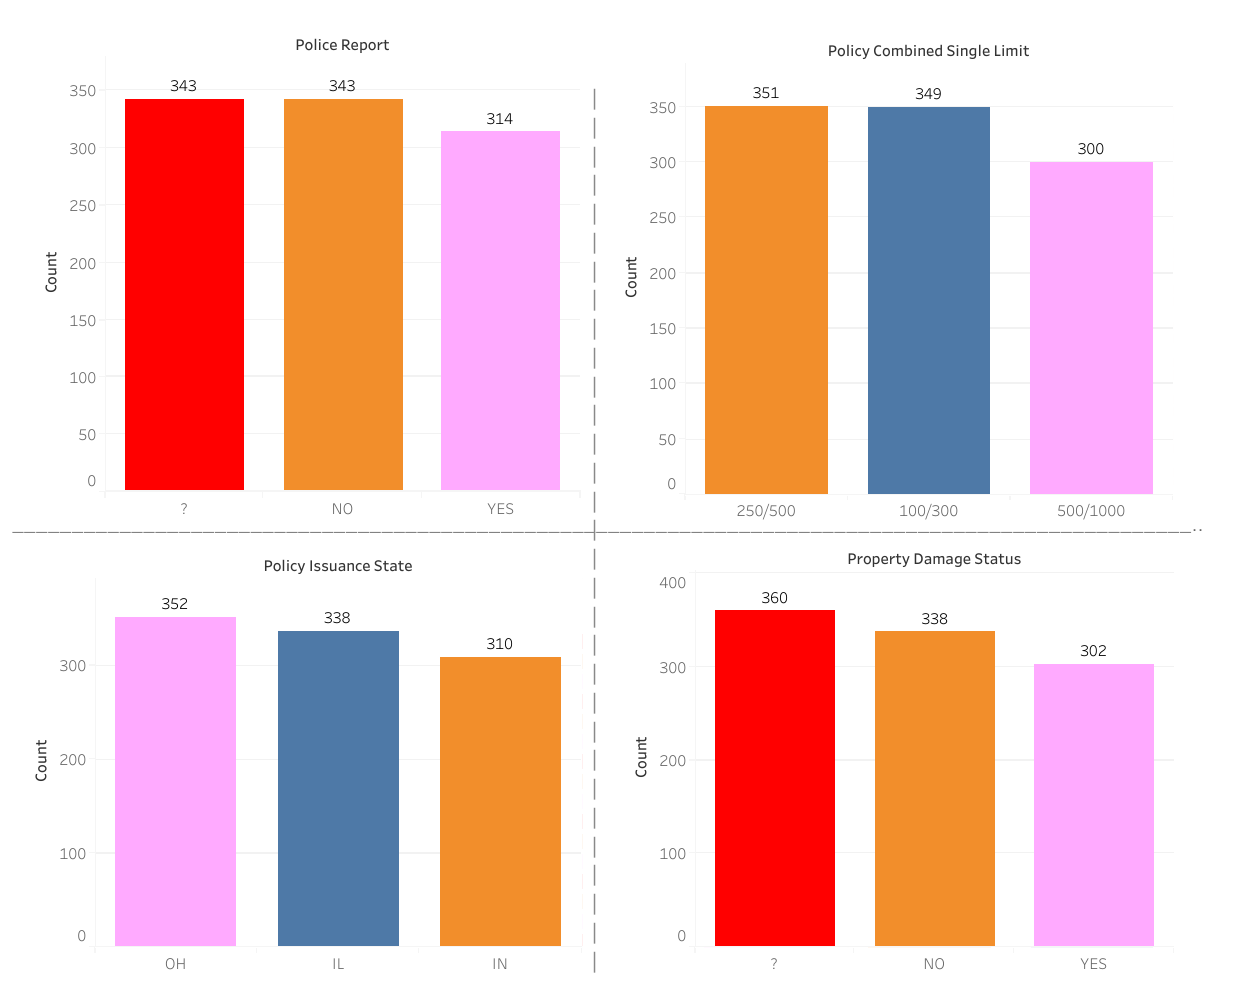 Police Report
350
300
250
200
150
100
50
0
Count
343
343
314
?
NO
YES
Policy Combined Single Limit
350
300
250
200
150
100
50
0
Count
351
349
300
250/500
100/300
500/1000
Policy Issuance State
300
200
100
0
Count
352
338
310
OH
IL
IN
Property Damage Status
400
300
200
100
0
Count
360
338
302
?
NO
YES